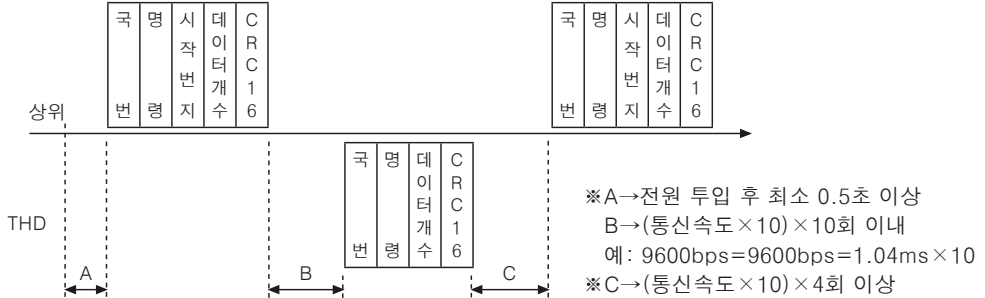 국번
명령
시작번지
데이터개수
CRC16
국번
명령
시작번지
데이터개수
CRC16
상위
국번
명령
데이터개수
CRC16
THD
A
B
C
※A→전원 투입 후 최소 0.5초 이상
B→(통신속도×10)×10회 이내
예: 9600bps=9600bps=1.04ms×10
※C→(통신속도×10)×4회 이상